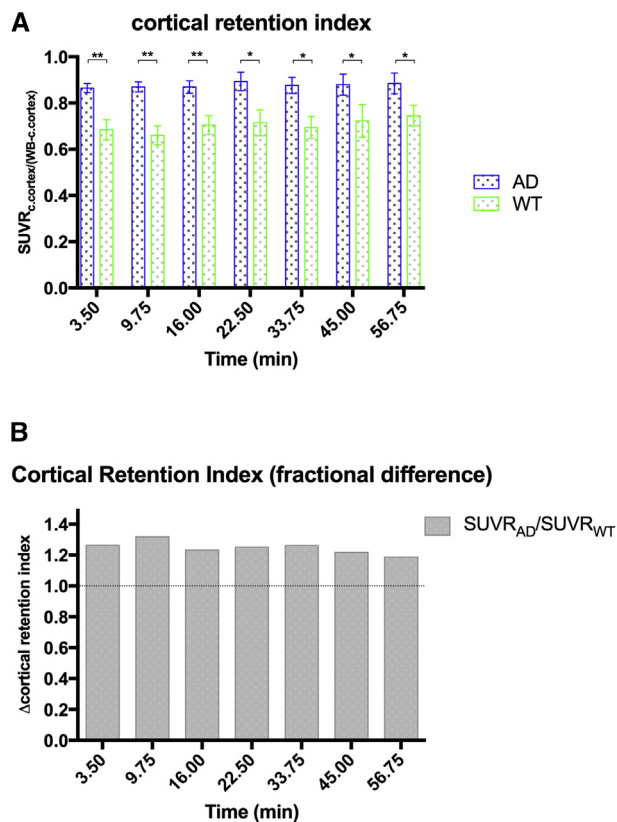 A
cortical retention index
** ** ** * * * *
1.0
0.8
0.6
0.4
0.2
0.0
SUVRc.cortex/(WB-c.cortex)
3.50 9.75 16.00 22.50 33.75 45.00 56.75
Time (min)
AD
WT
B
Cortical Retention Index (fractional difference)
1.4
1.2
1.0
0.8
0.6
0.4
0.2
0.0
Δcortical retention index
3.50 9.75 16.00 22.50 33.75 45.00 56.75
Time (min)
SUVRAD/SUVRWT